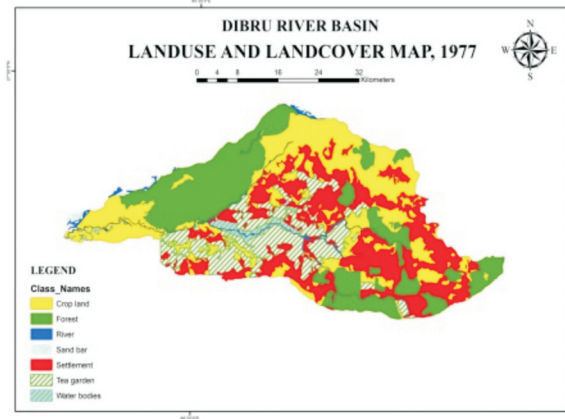 DIBRU RIVER BASIN
LANDUSE AND LANDCOVER MAP, 1977
N
W E
S
0 4 8 16 24 32
Kilometers
LEGEND
Class_Names
Crop land
Forest
River
Sand bar
Settlement
Tea garden
Water bodies